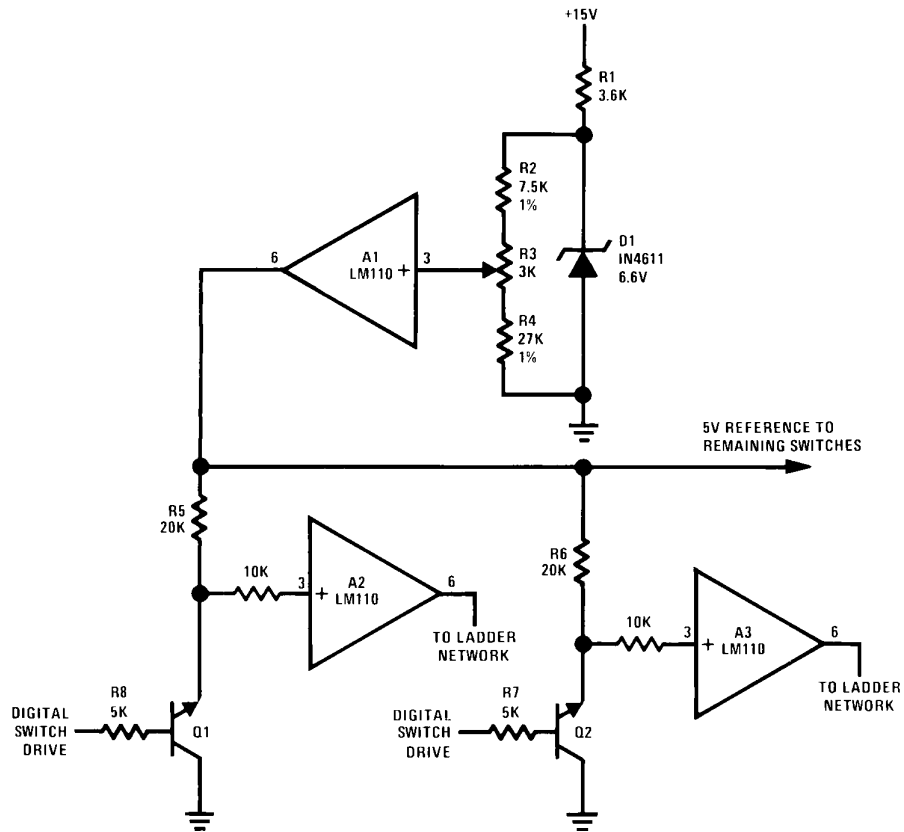 +15V
R1
3.6K
R2
7.5K
1%
A1
LM110
+
3
6
R3
3K
D1
IN4611
6.6V
R4
27K
1%
5V REFERENCE TO
REMAINING SWITCHES
R5
20K
10K
3
+
A2
LM110
6
TO LADDER
NETWORK
R6
20K
10K
3
+
A3
LM110
6
TO LADDER
NETWORK
DIGITAL
SWITCH
DRIVE
R8
5K
Q1
DIGITAL
SWITCH
DRIVE
R7
5K
Q2